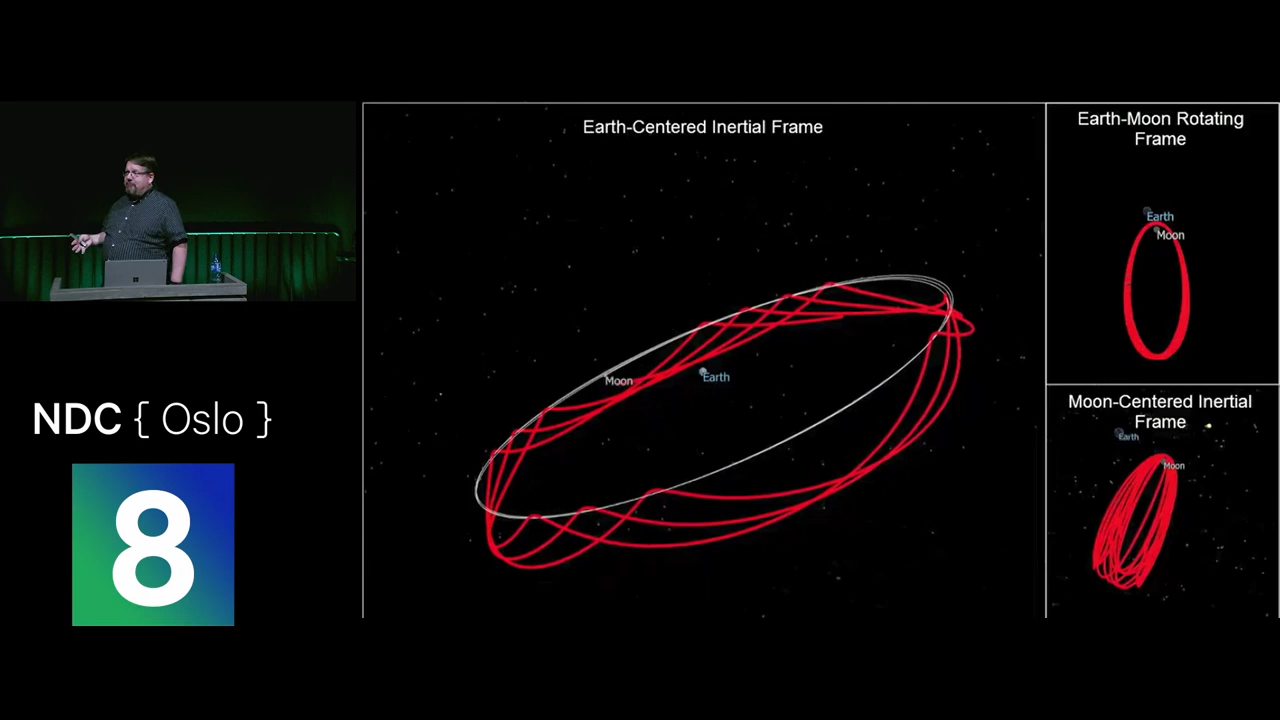 Earth-Centered Inertial Frame
Moon
Earth
Earth-Moon Rotating
Frame
Earth
Moon
Moon-Centered Inertial
Frame
Earth
Moon
NDC { Oslo }
8